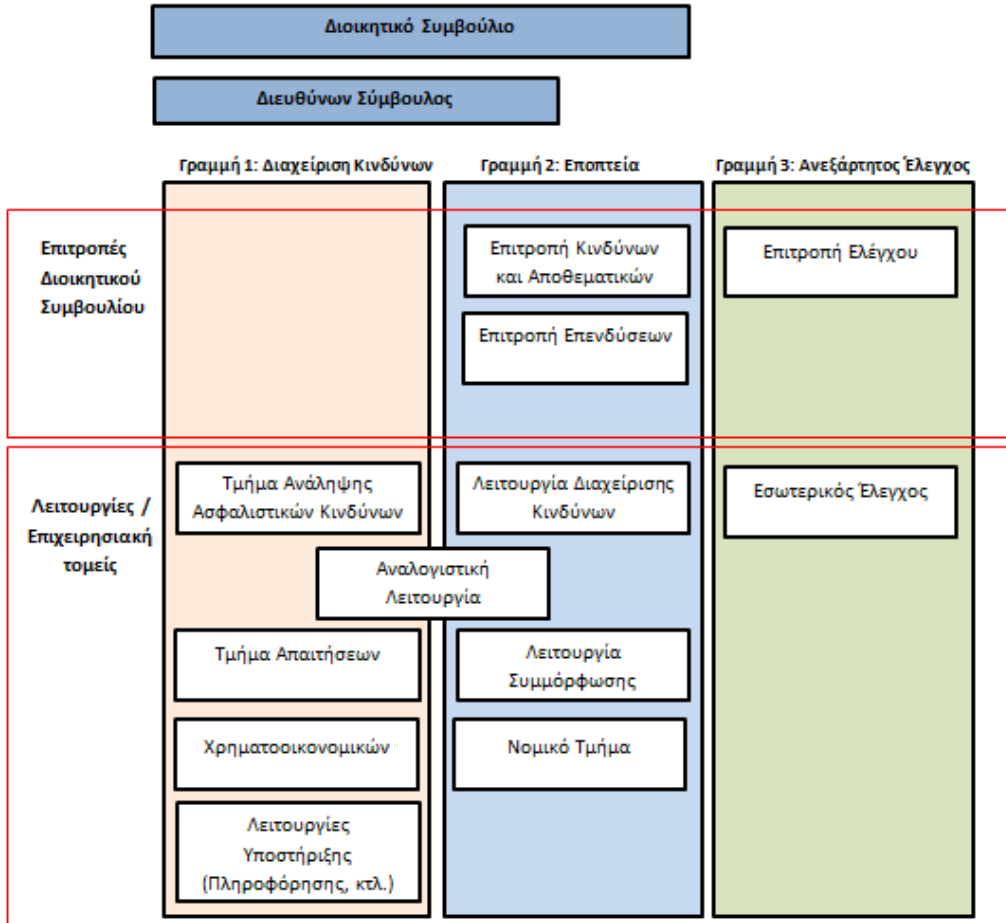 Διοικητικό Συμβούλιο
Διευθύνων Σύμβουλος
Γραμμή 1: Διαχείριση Κινδύνων
Γραμμή 2: Εποπτεία
Γραμμή 3: Ανεξάρτητος Έλεγχος
Επιτροπές
Διοικητικού
Συμβουλίου
Επιτροπή Κινδύνων
και Αποθεματικών
Επιτροπή Επενδύσεων
Επιτροπή Ελέγχου
Λειτουργίες /
Επιχειρησιακή
τομείς
Τμήμα Ανάληψης
Ασφαλιστικών Κινδύνων
Λειτουργία Διαχείρισης
Κινδύνων
Εσωτερικός Έλεγχος
Αναλογιστική
Λειτουργία
Τμήμα Απαιτήσεων
Λειτουργία
Συμμόρφωσης
Χρηματοοικονομικών
Νομικό Τμήμα
Λειτουργίες
Υποστήριξης
(Πληροφόρησης, κτλ.)